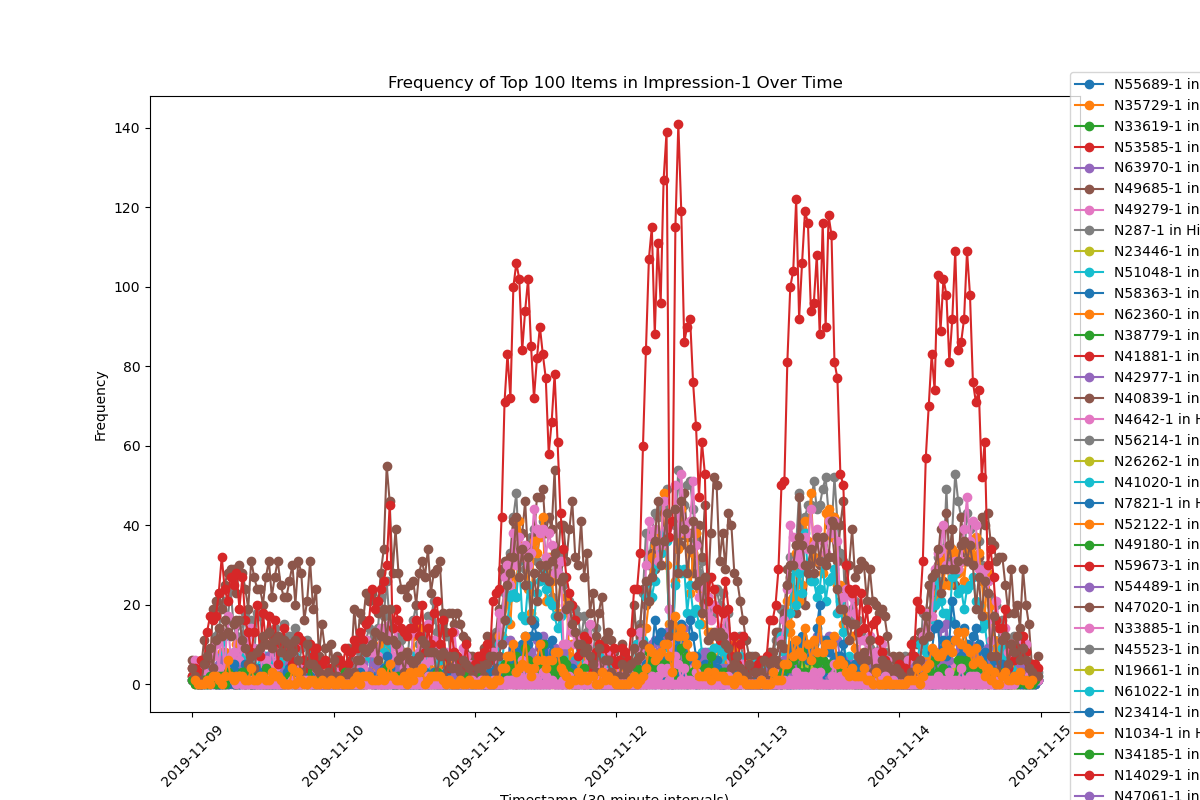 Frequency of Top 100 Items in Impression-1 Over Time
Frequency
140
120
100
80
60
40
20
0
2019-11-09
2019-11-10
2019-11-11
2019-11-12
2019-11-13
2019-11-14
2019-11-15
Timestamp (30 minute intervals)
N55689-1 in
N35729-1 in
N33619-1 in
N53585-1 in
N63970-1 in
N49685-1 in
N49279-1 in
N287-1 in Hi
N23446-1 in
N51048-1 in
N58363-1 in
N62360-1 in
N38779-1 in
N41881-1 in
N42977-1 in
N40839-1 in
N4642-1 in H
N56214-1 in
N26262-1 in
N41020-1 in
N7821-1 in H
N52122-1 in
N49180-1 in
N59673-1 in
N54489-1 in
N47020-1 in
N33885-1 in
N45523-1 in
N19661-1 in
N61022-1 in
N23414-1 in
N1034-1 in H
N34185-1 in
N14029-1 in
N47061-1 in